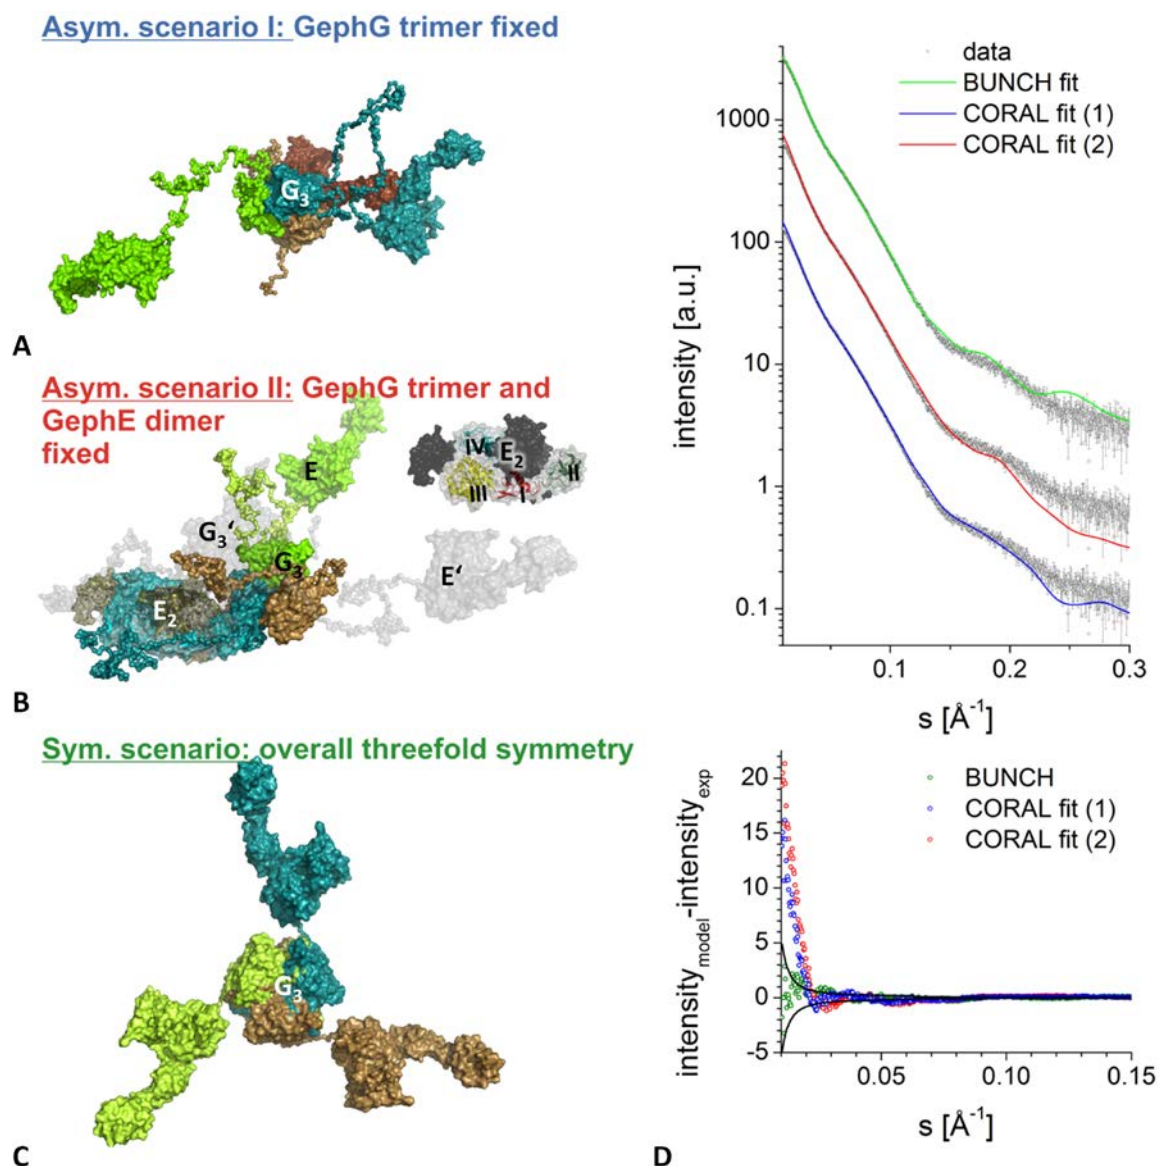 Asym. scenario I: GephG trimer fixed
G3
A
Asym. scenario II: GephG trimer and
GephE dimer
fixed
E
IV
E2
II
III
I
G3‘
G3
E‘
E2
B
Sym. scenario: overall threefold symmetry
G3
C
data
BUNCH fit
CORAL fit (1)
CORAL fit (2)
1000
100
10
1
0.1
intensity [a.u.]
0.1
0.2
0.3
s [Å-1]
20
15
10
5
0
-5
intensitymodel-intensityexp
BUNCH
CORAL fit (1)
CORAL fit (2)
0.05
0.10
0.15
s [Å-1]
D